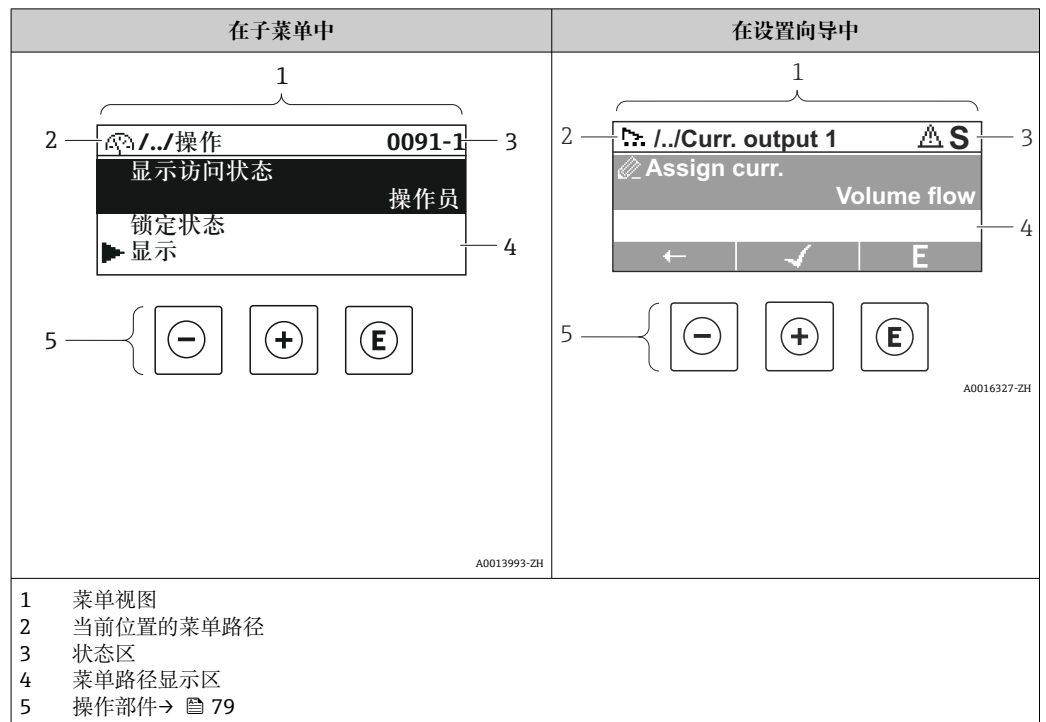 在子菜单中
在设置向导中
1
2
/../操作 0091-1
3
显示访问状态
操作员
锁定状态
显示
4
5
- + E
A0013993-ZH
1
2
/../Curr. output 1 S
3
Assign curr.
Volume flow
4
← ✓ E
5
- + E
A0016327-ZH
1 菜单视图
2 当前位置的菜单路径
3 状态区
4 菜单路径显示区
5 操作部件→ 79